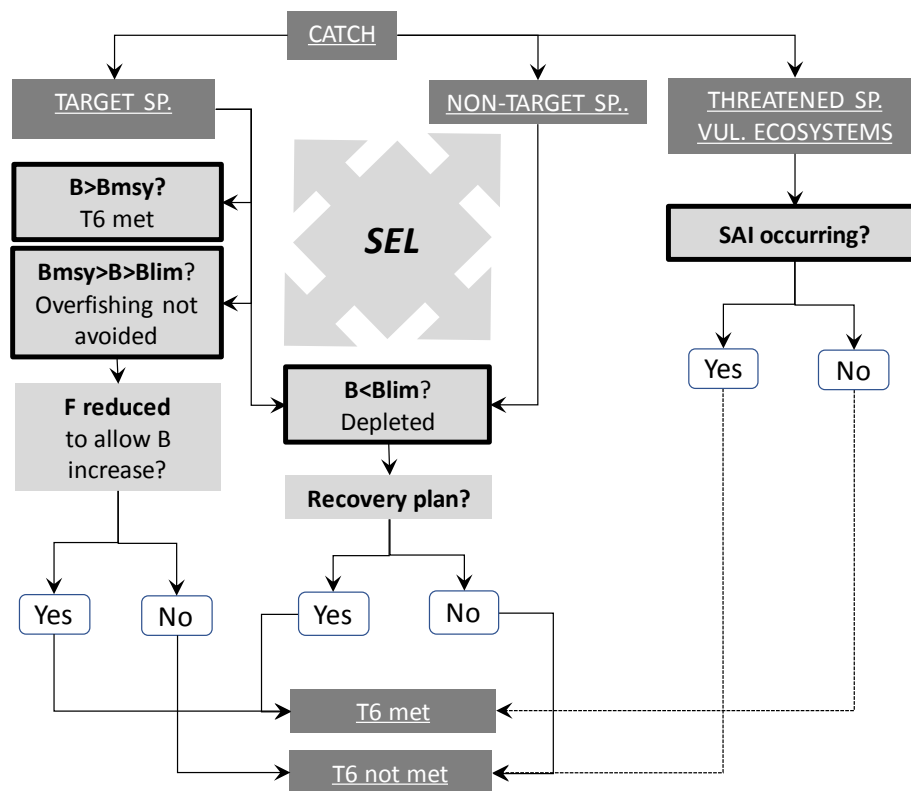 CATCH
TARGET SP.
NON-TARGET SP..
THREATENED SP.
VUL. ECOSYSTEMS
B>Bmsy?
T6 met
SEL
SAI occurring?
Bmsy>B>Blim?
Overfishing not
avoided
Yes
No
B<Blim?
Depleted
F reduced
to allow B
increase?
Recovery plan?
Yes
No
Yes
No
T6 met
T6 not met